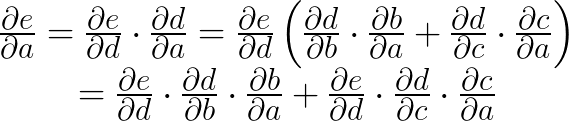 ∂e/∂a = ∂e/∂d · ∂d/∂a = ∂e/∂d (∂d/∂b · ∂b/∂a + ∂d/∂c · ∂c/∂a)
= ∂e/∂d · ∂d/∂b · ∂b/∂a + ∂e/∂d · ∂d/∂c · ∂c/∂a